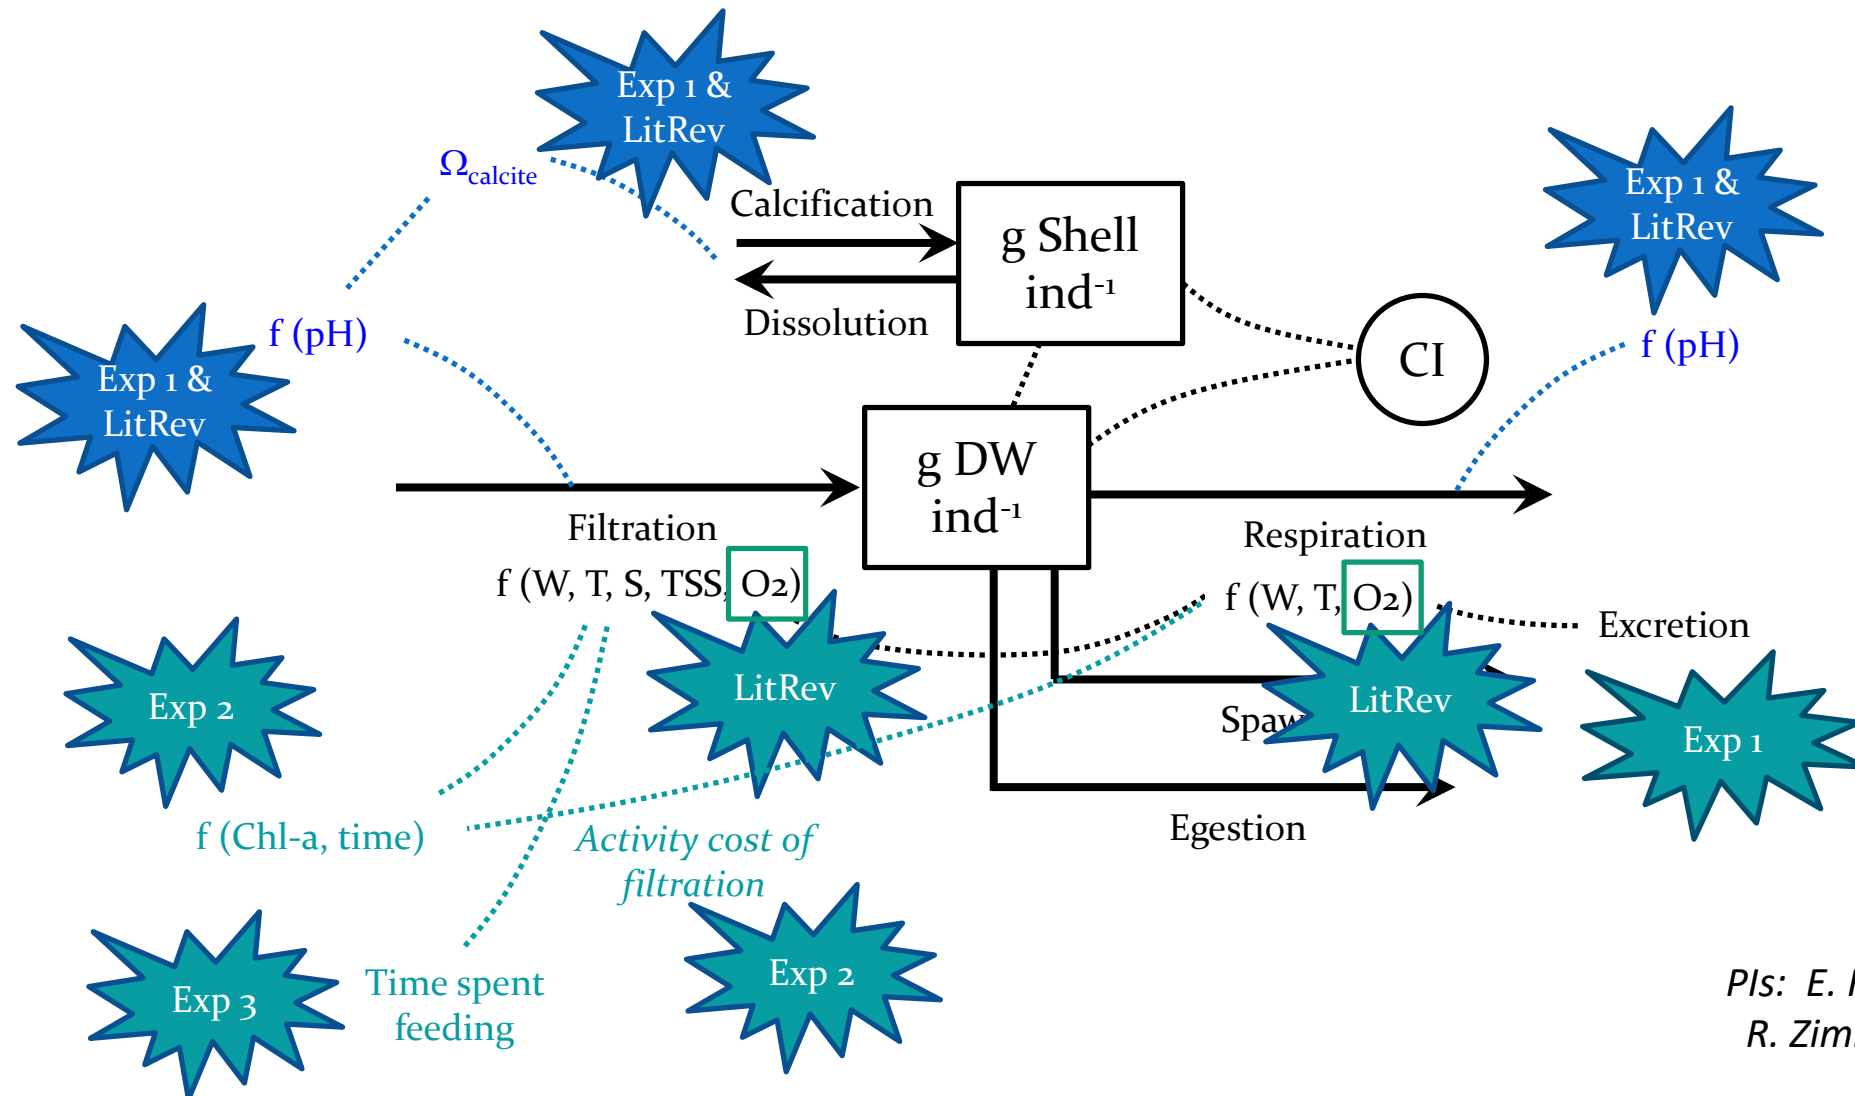 Exp 1 &
LitRev
Ωcalcite
Calcification
g Shell
ind-1
Dissolution
Exp 1 &
LitRev
f (pH)
Exp 1 &
LitRev
f (pH)
CI
g DW
ind-1
Filtration
f (W, T, S, TSS, O2)
Respiration
f (W, T, O2)
Excretion
Exp 2
LitRev
LitRev
Exp 1
Egestion
f (Chl-a, time)
Activity cost of
filtration
Exp 3
Time spent
feeding
Exp 2
PIs: E.
R.